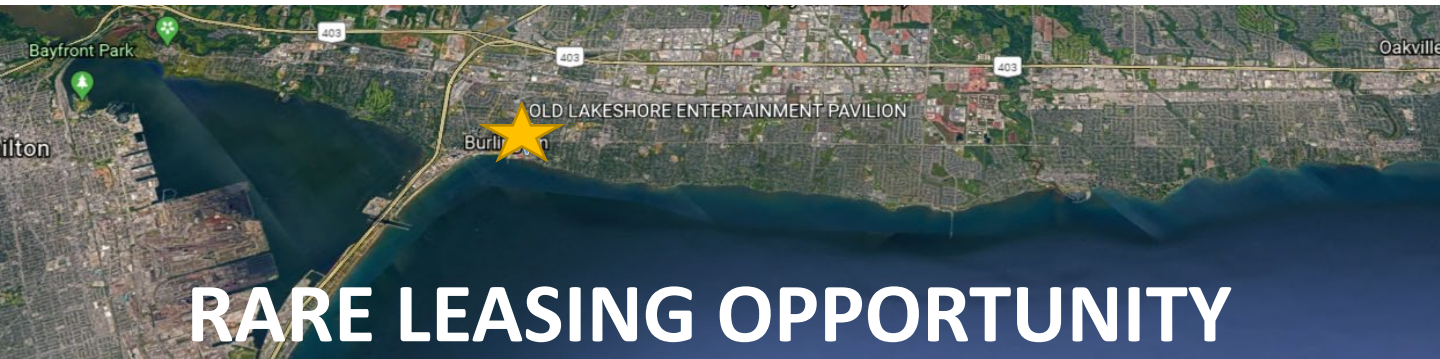 403
Bayfront Park
403
403
Oakville
OLD LAKESHORE ENTERTAINMENT PAVILION
ilton
RARE LEASING OPPORTUNITY